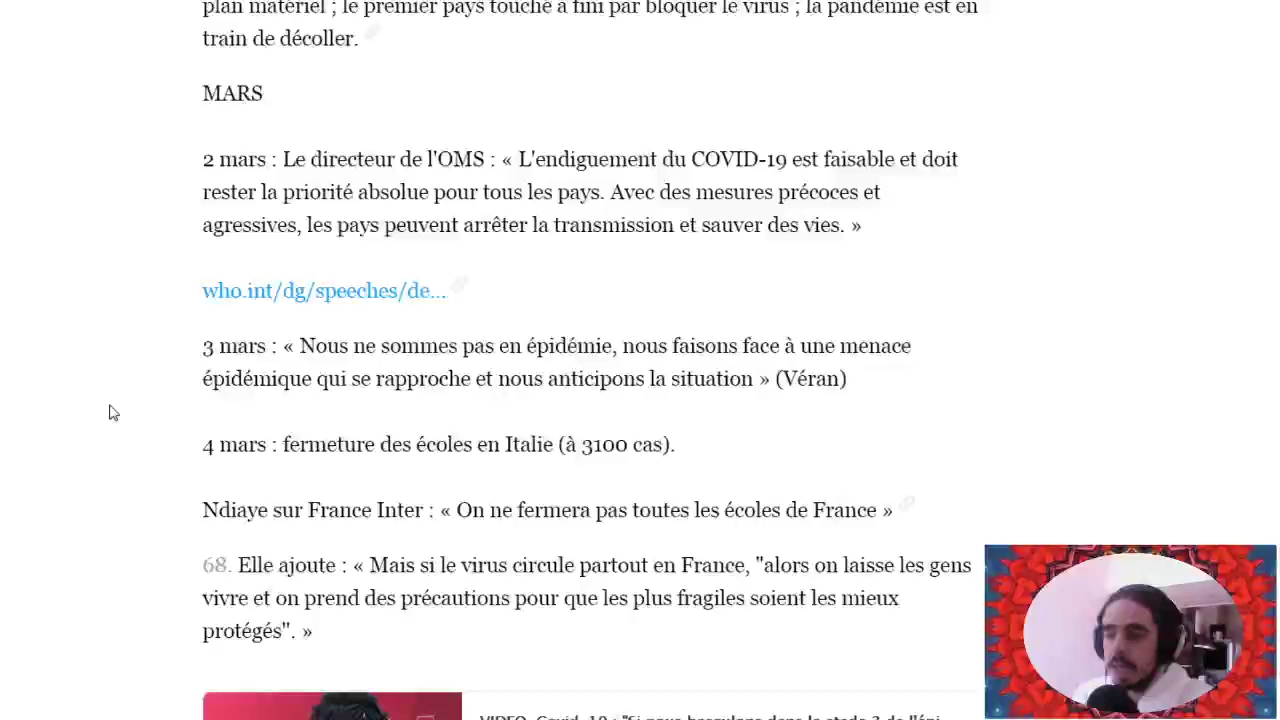 plan matériel ; le premier pays touché a fini par bloquer le virus ; la pandémie est en
train de décoller.
MARS
2 mars : Le directeur de l'OMS : « L'endiguement du COVID-19 est faisable et doit
rester la priorité absolue pour tous les pays. Avec des mesures précoces et
agressives, les pays peuvent arrêter la transmission et sauver des vies. »
who.int/dg/speeches/de...
3 mars : « Nous ne sommes pas en épidémie, nous faisons face à une menace
épidémique qui se rapproche et nous anticipons la situation » (Véran)
4 mars : fermeture des écoles en Italie (à 3100 cas).
Ndiaye sur France Inter : « On ne fermera pas toutes les écoles de France »
68. Elle ajoute : « Mais si le virus circule partout en France, "alors on laisse les gens
vivre et on prend des précautions pour que les plus fragiles soient les mieux
protégés". »
VIDEO. Covid-19 : "Si nous basculons dans le stade 3 de l'épi